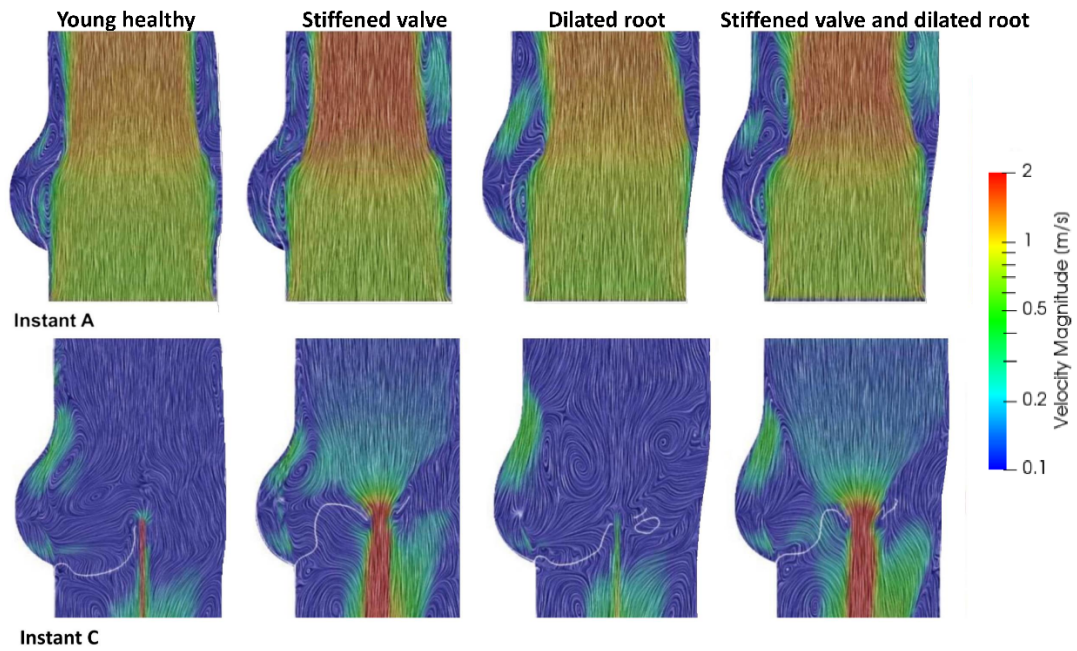 Young healthy
Stiffened valve
Dilated root
Stiffened valve and dilated root
Instant A
2
1
0.5
0.2
0.1
Velocity Magnitude (m/s)
Instant C